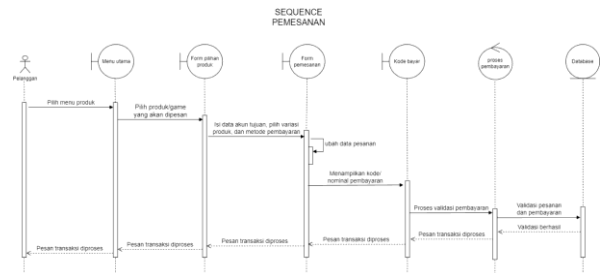 SEQUENCE
PEMESANAN
Pelanggan
Menu utama
Form pilihan
produk
Form
pemesanan
Kode bayar
proses
pembayaran
Database
Pilih menu produk
Pilih produk/game
yang akan dipesan
Isi data akun tujuan, pilih variasi
produk, dan metode pembayaran
ubah data pesanan
Menampilkan kode/
nominal pembayaran
Proses validasi pembayaran
Validasi pesanan
dan pembayaran
Validasi berhasil
Pesan transaksi diproses
Pesan transaksi diproses
Pesan transaksi diproses
Pesan transaksi diproses
Pesan transaksi diproses